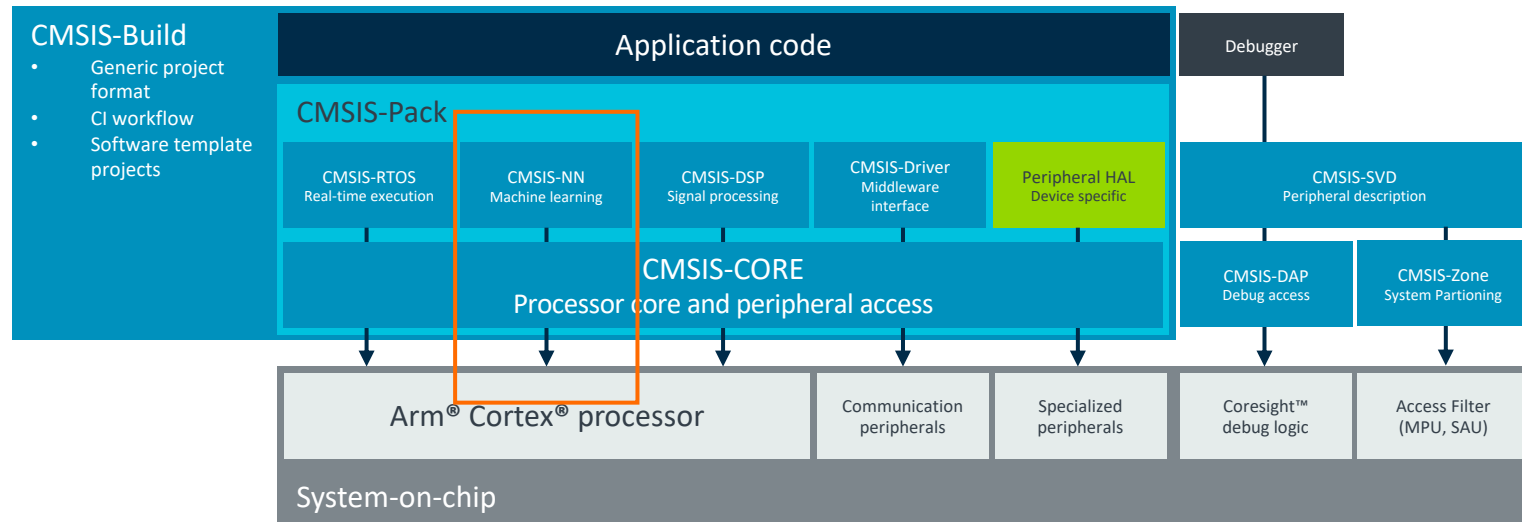 CMSIS-Build
• Generic project
format
• CI workflow
• Software template
projects
Application code
Debugger
CMSIS-Pack
CMSIS-RTOS
Real-time execution
CMSIS-NN
Machine learning
CMSIS-DSP
Signal processing
CMSIS-Driver
Middleware
interface
Peripheral HAL
Device specific
CMSIS-SVD
Peripheral description
CMSIS-CORE
Processor core and peripheral access
CMSIS-DAP
Debug access
CMSIS-Zone
System Partioning
Arm® Cortex® processor
Communication
peripherals
Specialized
peripherals
Coresight™
debug logic
Access Filter
(MPU, SAU)
System-on-chip